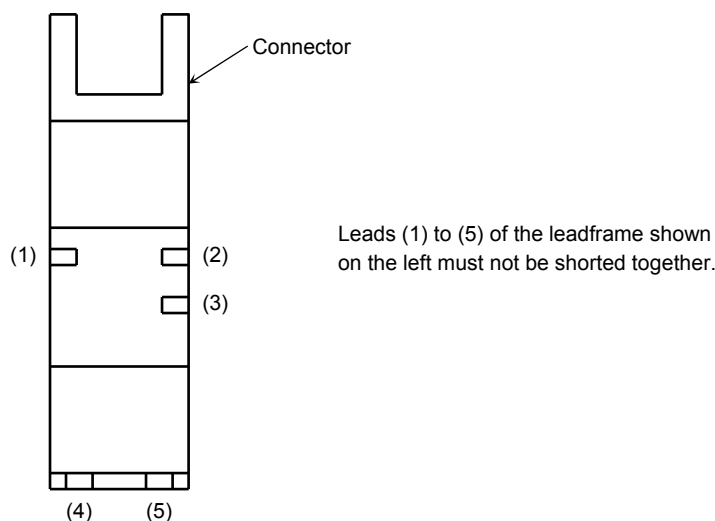 Connector
(1)
(2)
Leads (1) to (5) of the leadframe shown
on the left must not be shorted together.
(3)
(4)
(5)